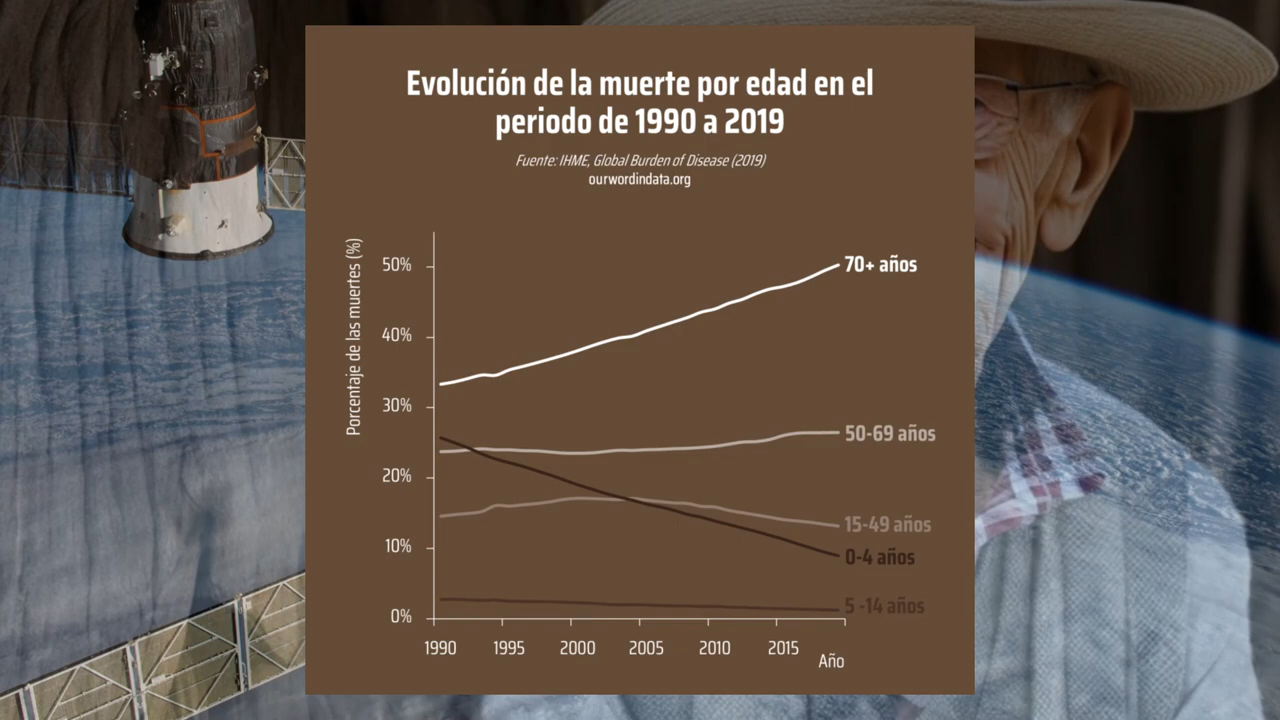 Evolución de la muerte por edad en el
periodo de 1990 a 2019
Fuente: IHME, Global Burden of Disease (2019)
ourwordindata.org
Porcentaje de las muertes (%)
50%
40%
30%
20%
10%
0%
70+ años
50-69 años
15-49 años
0-4 años
5 -14 años
1990 1995 2000 2005 2010 2015
Año